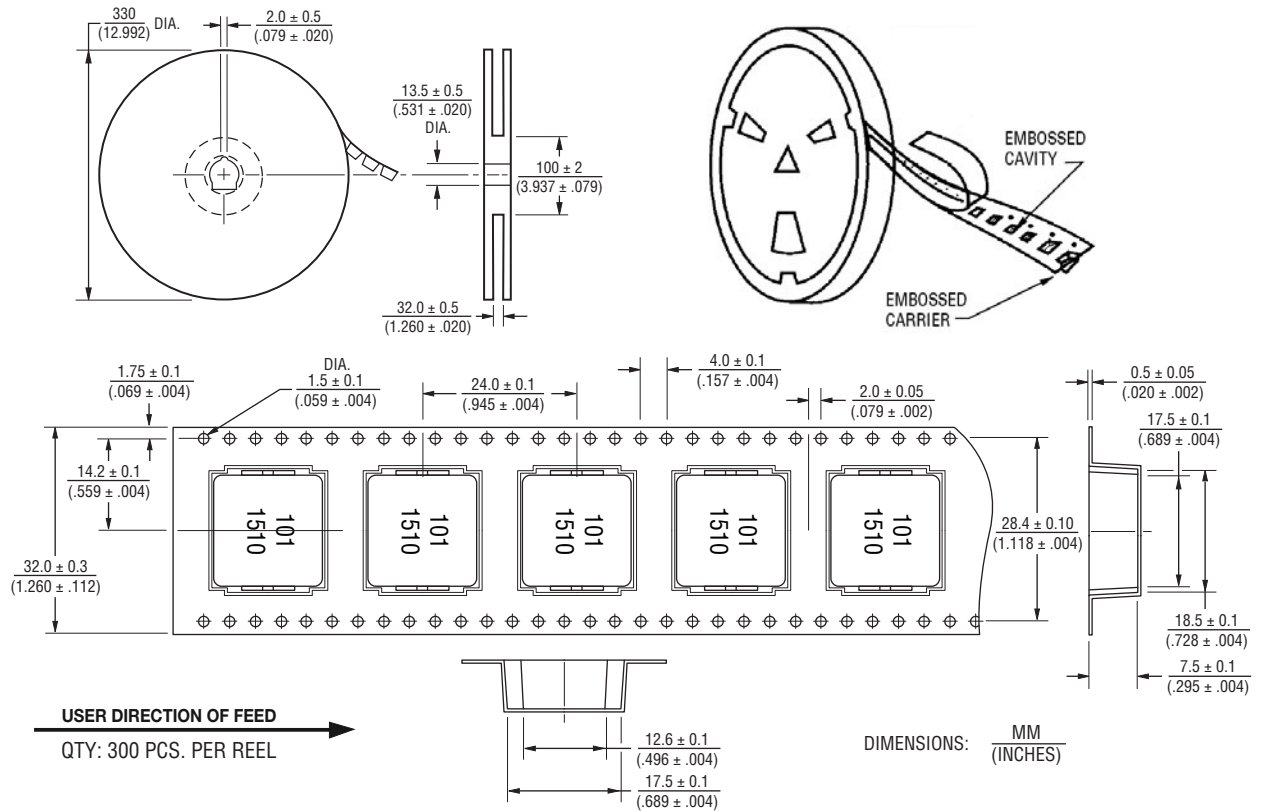 330
(12.992) DIA.
2.0 ± 0.5
(.079 ± .020)
13.5 ± 0.5
(.531 ± .020)
DIA.
100 ± 2
(3.937 ± .079)
32.0 ± 0.5
(1.260 ± .020)
EMBOSSED
CAVITY
EMBOSSED
CARRIER
1.75 ± 0.1
(.069 ± .004)
DIA.
1.5 ± 0.1
(.059 ± .004)
24.0 ± 0.1
(.945 ± .004)
4.0 ± 0.1
(.157 ± .004)
2.0 ± 0.05
(.079 ± .002)
0.5 ± 0.05
(.020 ± .002)
17.5 ± 0.1
(.689 ± .004)
14.2 ± 0.1
(.559 ± .004)
32.0 ± 0.3
(1.260 ± .112)
101
1510
101
1510
101
1510
101
1510
101
1510
28.4 ± 0.10
(1.118 ± .004)
18.5 ± 0.1
(.728 ± .004)
7.5 ± 0.1
(.295 ± .004)
USER DIRECTION OF FEED
QTY: 300 PCS. PER REEL
12.6 ± 0.1
(.496 ± .004)
17.5 ± 0.1
(.689 ± .004)
DIMENSIONS: MM
(INCHES)